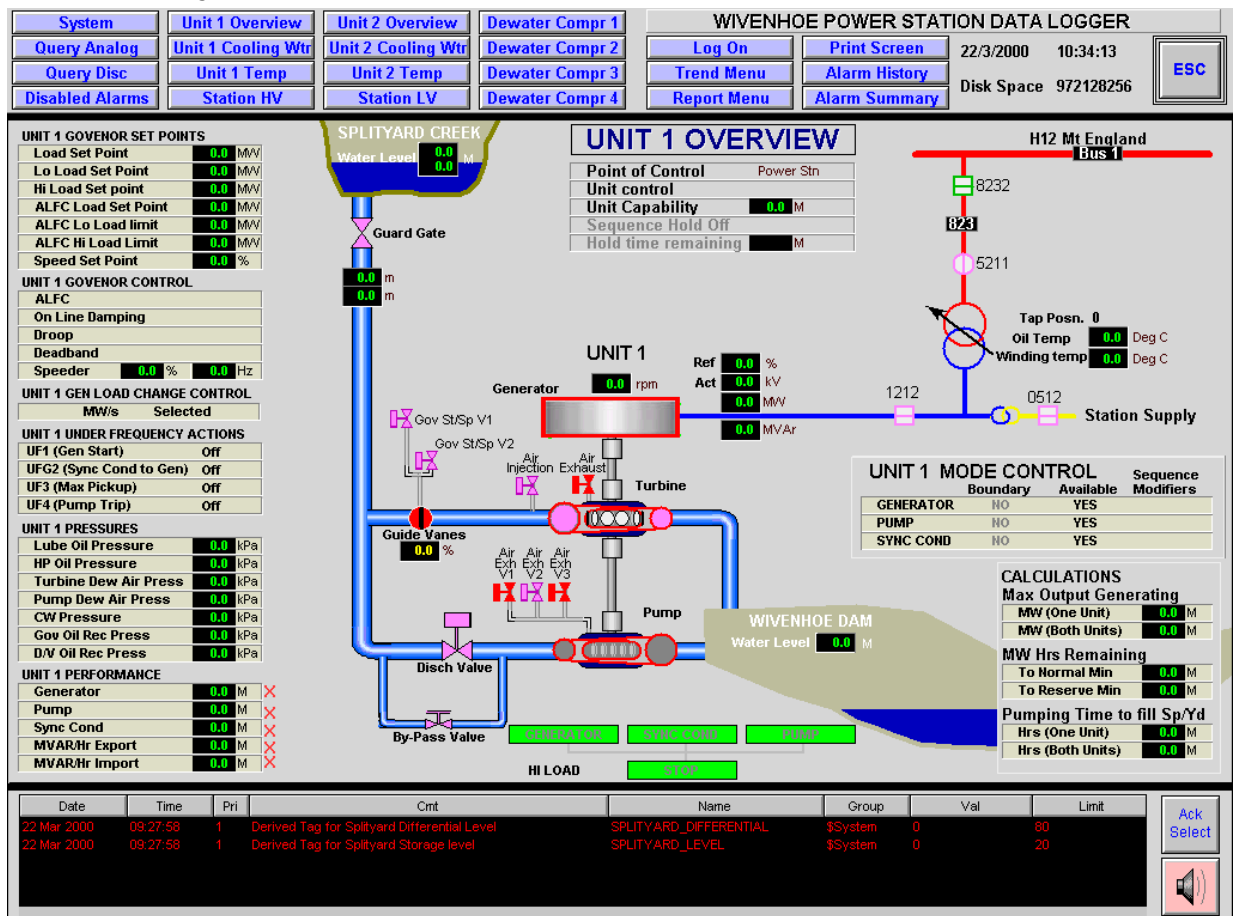 System
Unit 1 Overview
Unit 2 Overview
Dewater Compr 1
WIVENHOE POWER STATION DATA LOGGER
Query Analog
Unit 1 Cooling Wtr
Unit 2 Cooling Wtr
Dewater Compr 2
Log On
Print Screen
22/3/2000 10:34:13
ESC
Query Disc
Unit 1 Temp
Unit 2 Temp
Dewater Compr 3
Trend Menu
Alarm History
Disk Space 972128256
Disabled Alarms
Station HV
Station LV
Dewater Compr 4
Report Menu
Alarm Summary
UNIT 1 GOVENOR SET POINTS
Load Set Point 0.0 MW
Lo Load Set Point 0.0 MW
Hi Load Set point 0.0 MW
ALFC Load Set Point 0.0 MW
ALFC Lo Load limit 0.0 MW
ALFC Hi Load Limit 0.0 MW
Speed Set Point 0.0 %
UNIT 1 GOVENOR CONTROL
ALFC
On Line Damping
Droop
Deadband
Speeder 0.0 % 0.0 Hz
UNIT 1 GEN LOAD CHANGE CONTROL
MW/s Selected
UNIT 1 UNDER FREQUENCY ACTIONS
UF1 (Gen Start) Off
UFG2 (Sync Cond to Gen) Off
UF3 (Max Pickup) Off
UF4 (Pump Trip) Off
UNIT 1 PRESSURES
Lube Oil Pressure 0.0 kPa
HP Oil Pressure 0.0 kPa
Turbine Dew Air Press 0.0 kPa
Pump Dew Air Press 0.0 kPa
CW Pressure 0.0 kPa
Gov Oil Rec Press 0.0 kPa
D/V Oil Rec Press 0.0 kPa
UNIT 1 PERFORMANCE
Generator 0.0 M
Pump 0.0 M
Sync Cond 0.0 M
MVAR/Hr Export 0.0 M
MVAR/Hr Import 0.0 M
SPLITYARD CREEK
Water Level 0.0 M
0.0
Guard Gate
0.0 m
0.0 m
UNIT 1 OVERVIEW
Point of Control Power Stn
Unit control
Unit Capability 0.0 M
Sequence Hold Off
Hold time remaining M
H12 Mt England
Bus 1
8232
823
5211
Tap Posn. 0
Oil Temp 0.0 Deg C
Winding temp 0.0 Deg C
1212
0512
Station Supply
UNIT 1
Generator 0.0 rpm
Ref 0.0 %
Act 0.0 kV
0.0 MW
0.0 MVAr
Gov St/Sp V1
Gov St/Sp V2
Air Injection
Air Exhaust
Turbine
Guide Vanes
0.0 %
Air Exh V1
Air Exh V2
Air Exh V3
Pump
Disch Valve
By-Pass Valve
WIVENHOE DAM
Water Level 0.0 M
GENERATOR
SYNC COND
PUMP
HI LOAD
STOP
UNIT 1 MODE CONTROL
Boundary Available Sequence Modifiers
GENERATOR NO YES
PUMP NO YES
SYNC COND NO YES
CALCULATIONS
Max Output Generating
MW (One Unit) 0.0 M
MW (Both Units) 0.0 M
MW Hrs Remaining
To Normal Min 0.0 M
To Reserve Min 0.0 M
Pumping Time to fill Sp/Yd
Hrs (One Unit) 0.0 M
Hrs (Both Units) 0.0 M
Date Time Pri Cmt Name Group Val Limit
22 Mar 2000 09:27:58 1 Derived Tag for Splityard Differential Level SPLITYARD_DIFFERENTIAL $System 0 80
22 Mar 2000 09:27:58 1 Derived Tag for Splityard Storage level SPLITYARD_LEVEL $System 0 20
Ack
Select